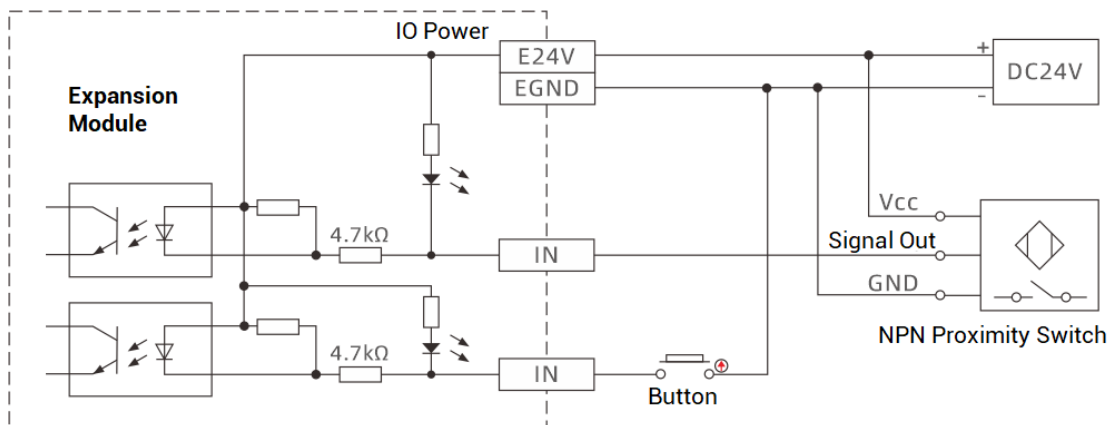 IO Power
E24V
+
DC24V
EGND
-
Expansion
Module
Vcc
4.7kΩ
IN
Signal Out
GND
NPN Proximity Switch
4.7kΩ
IN
Button